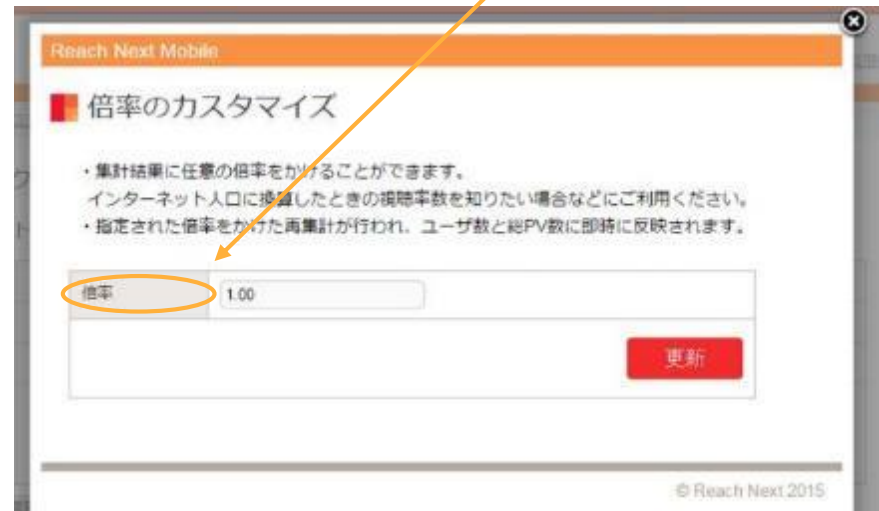 Reach Next Mobile
倍率のカスタマイズ
・集計結果に任意の倍率をかけることができます。
インターネット人口に換算したときの視聴率数を知りたい場合などにご利用ください。
・指定された倍率をかけた再集計が行われ、ユーザ数と総PV数に即時に反映されます。
倍率
1.00
更新
© Reach Next 2015